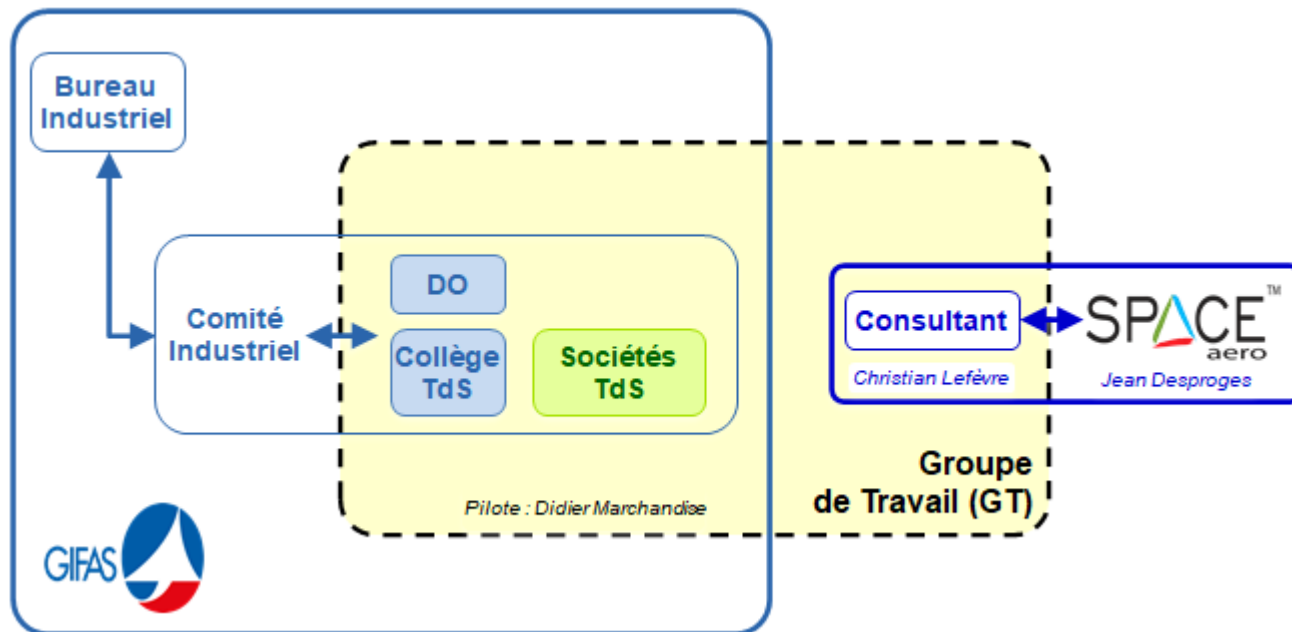 Bureau
Industriel
Comité
Industriel
DO
Collège
TdS
Sociétés
TdS
Pilote : Didier Marchandise
GIFAS
Consultant
Christian Lefèvre
SPACE™
aero
Jean Desproges
Groupe
de Travail (GT)